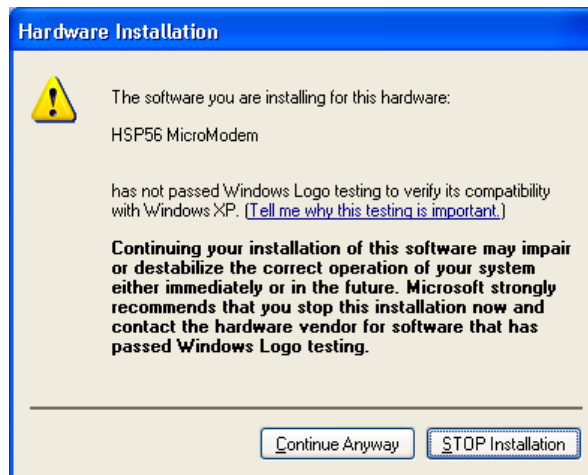 Hardware Installation
The software you are installing for this hardware:
HSP56 MicroModem
has not passed Windows Logo testing to verify its compatibility
with Windows XP. (Tell me why this testing is important.)
Continuing your installation of this software may impair
or destabilize the correct operation of your system
either immediately or in the future. Microsoft strongly
recommends that you stop this installation now and
contact the hardware vendor for software that has
passed Windows Logo testing.
Continue Anyway
STOP Installation